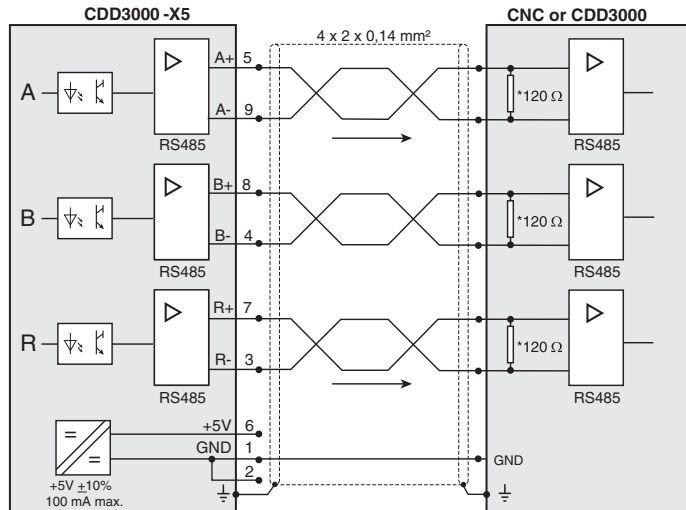 CDD3000 -X5
CNC or CDD3000
4 x 2 x 0,14 mm²
A
A+ 5
A- 9
RS485
*120 Ω
RS485
B
B+ 8
B- 4
RS485
*120 Ω
RS485
R
R+ 7
R- 3
RS485
*120 Ω
RS485
+5V 6
GND 1
2
GND
+5V ±10%
100 mA max.